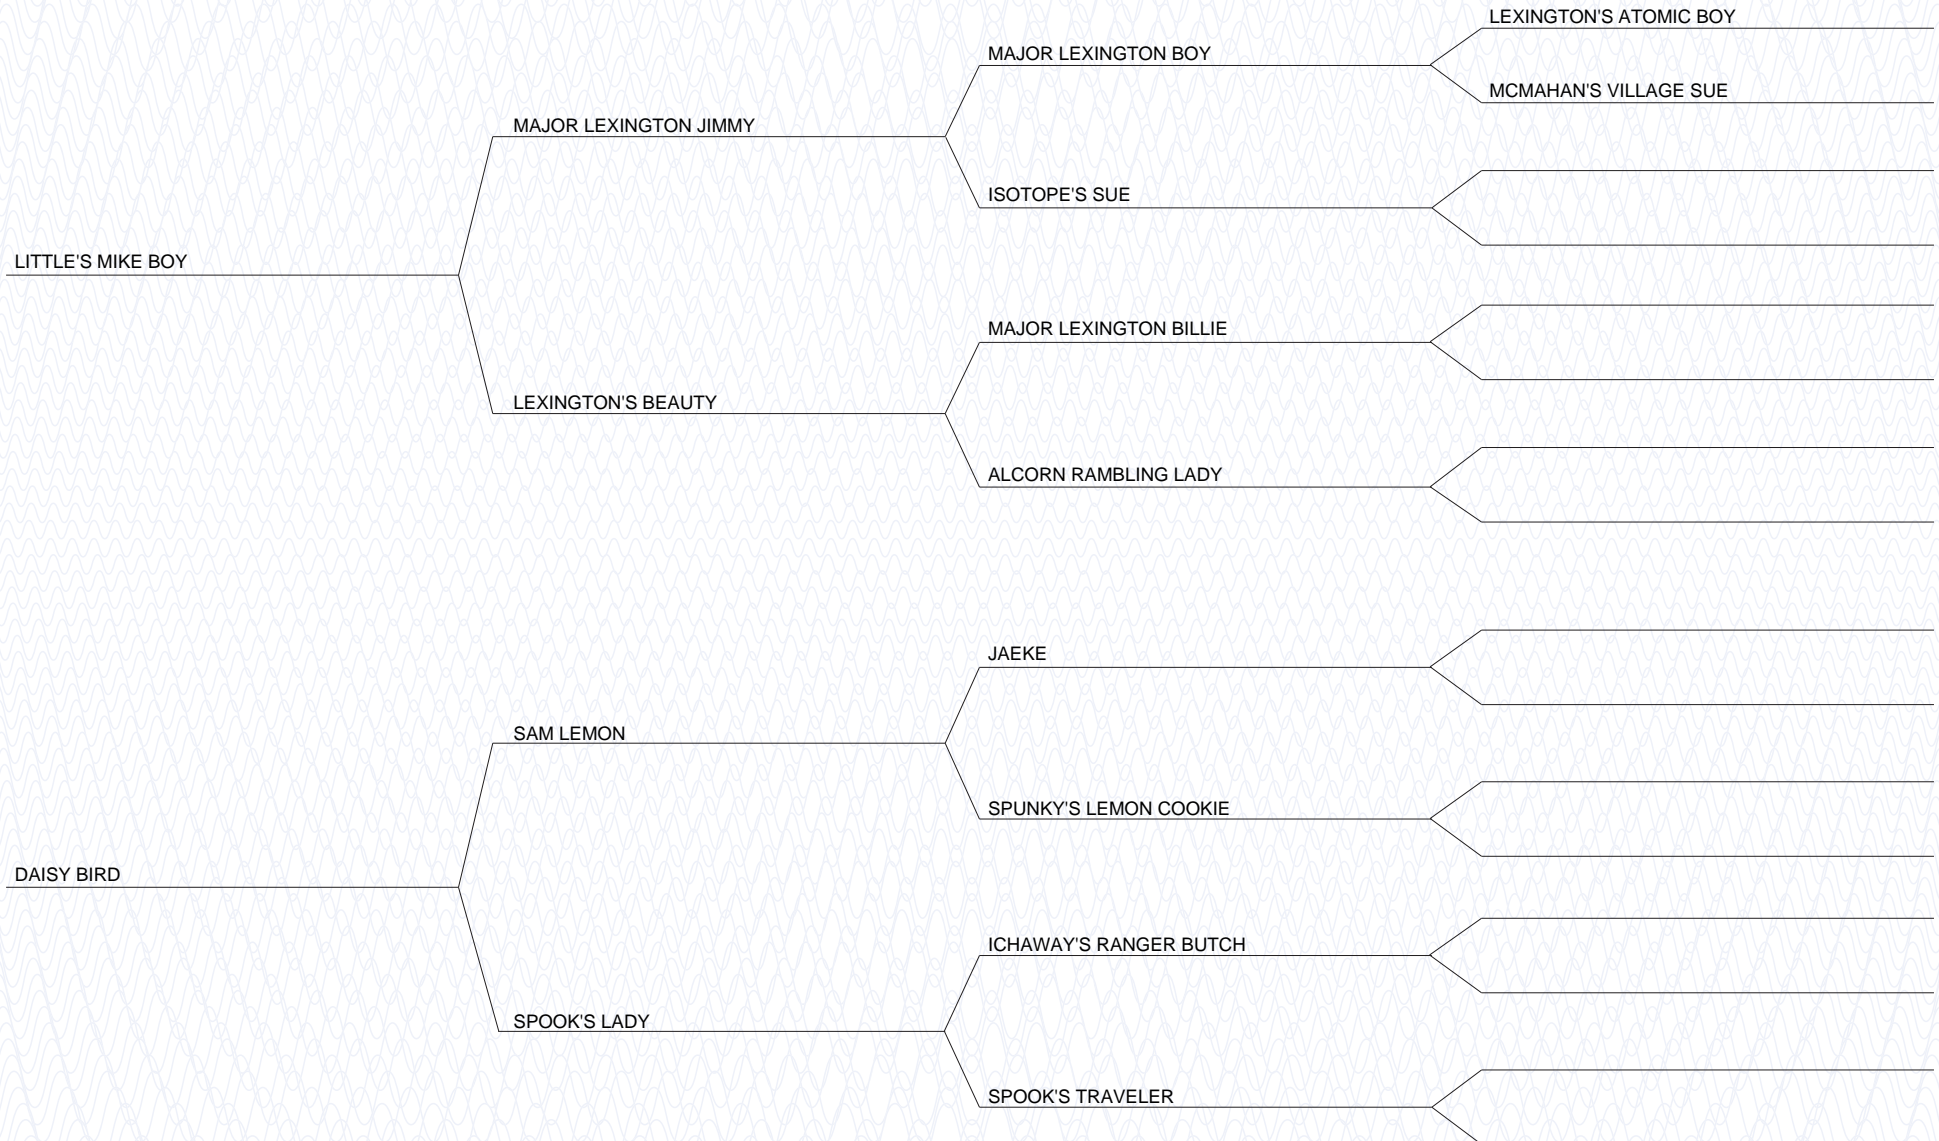 LEXINGTON'S ATOMIC BOY
MAJOR LEXINGTON BOY
MCMAHAN'S VILLAGE SUE
MAJOR LEXINGTON JIMMY
ISOTOPE'S SUE
LITTLE'S MIKE BOY
MAJOR LEXINGTON BILLIE
LEXINGTON'S BEAUTY
ALCORN RAMBLING LADY
JAEKE
SAM LEMON
SPUNKY'S LEMON COOKIE
DAISY BIRD
ICHAWAY'S RANGER BUTCH
SPOOK'S LADY
SPOOK'S TRAVELER